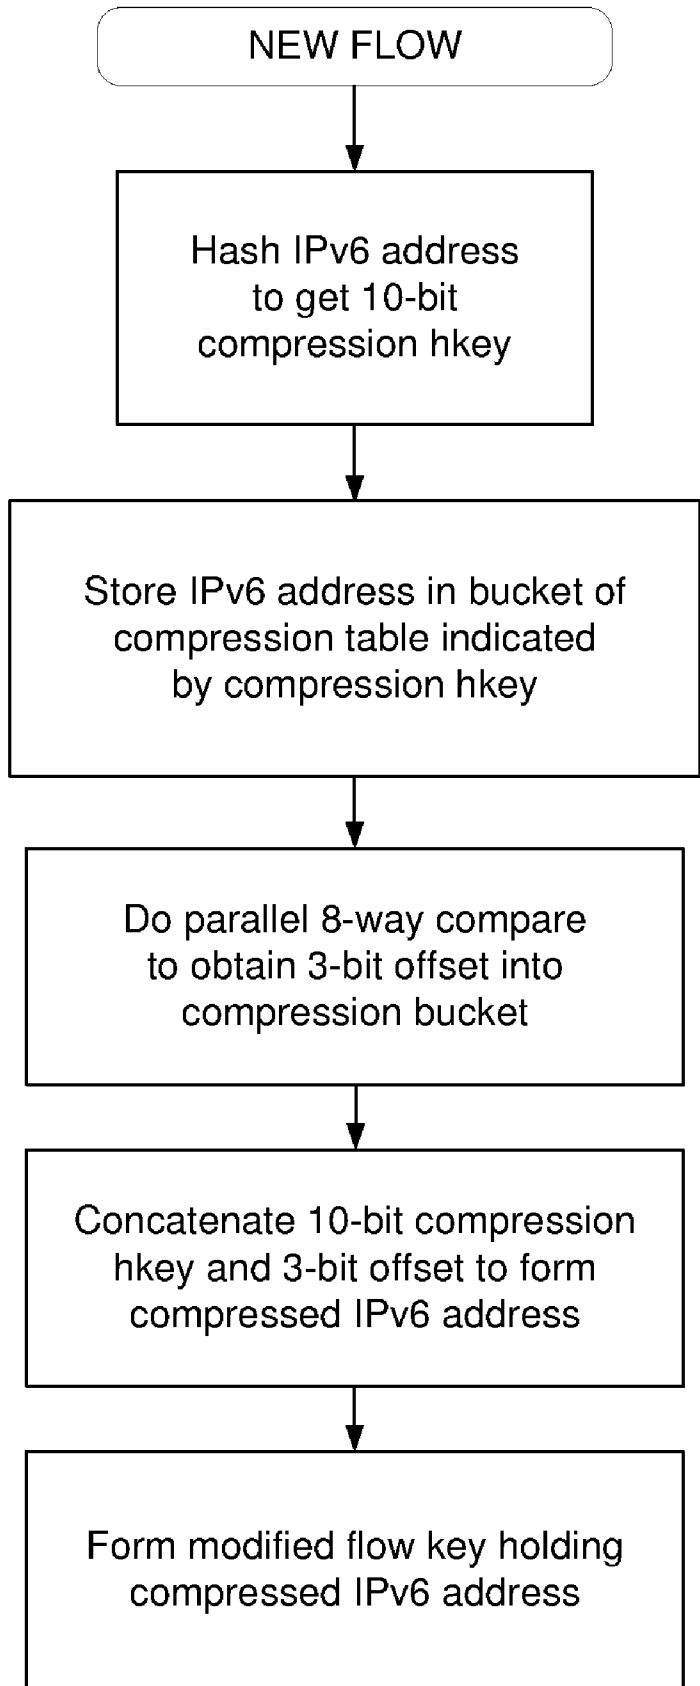 NEW FLOW
Hash IPv6 address
to get 10-bit
compression hkey
Store IPv6 address in bucket of
compression table indicated
by compression hkey
Do parallel 8-way compare
to obtain 3-bit offset into
compression bucket
Concatenate 10-bit compression
hkey and 3-bit offset to form
compressed IPv6 address
Form modified flow key holding
compressed IPv6 address